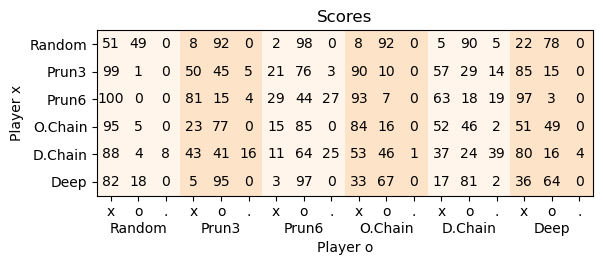 Scores
Random 51 49 0 8 92 0 2 98 0 8 92 0 5 90 5 22 78 0
Prun3 99 1 0 50 45 5 21 76 3 90 10 0 57 29 14 85 15 0
Player x
Prun6 100 0 0 81 15 4 29 44 27 93 7 0 63 18 19 97 3 0
O.Chain 95 5 0 23 77 0 15 85 0 84 16 0 52 46 2 51 49 0
D.Chain 88 4 8 43 41 16 11 64 25 53 46 1 37 24 39 80 16 4
Deep 82 18 0 5 95 0 3 97 0 33 67 0 17 81 2 36 64 0
x o . x o . x o . x o . x o . x o .
Random Prun3 Prun6 O.Chain D.Chain Deep
Player o